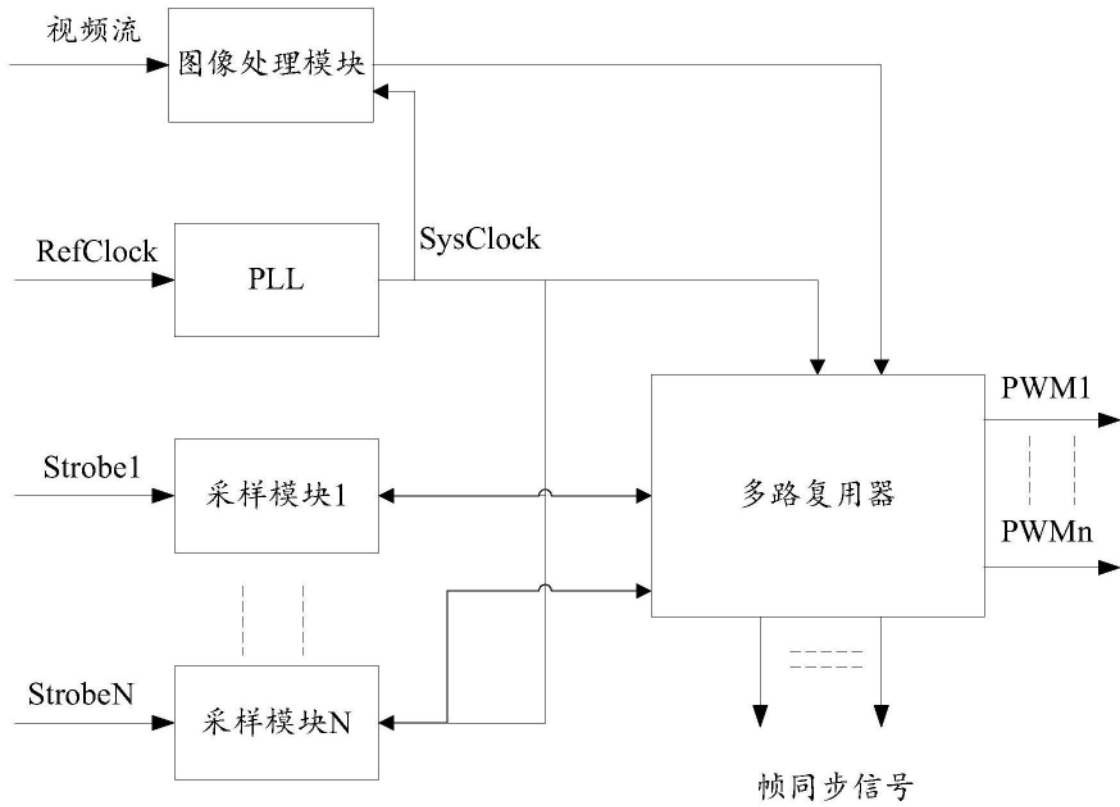 视频流
图像处理模块
RefClock
PLL
SysClock
Strobe1
采样模块1
多路复用器
PWM1
PWMn
StrobeN
采样模块N
帧同步信号